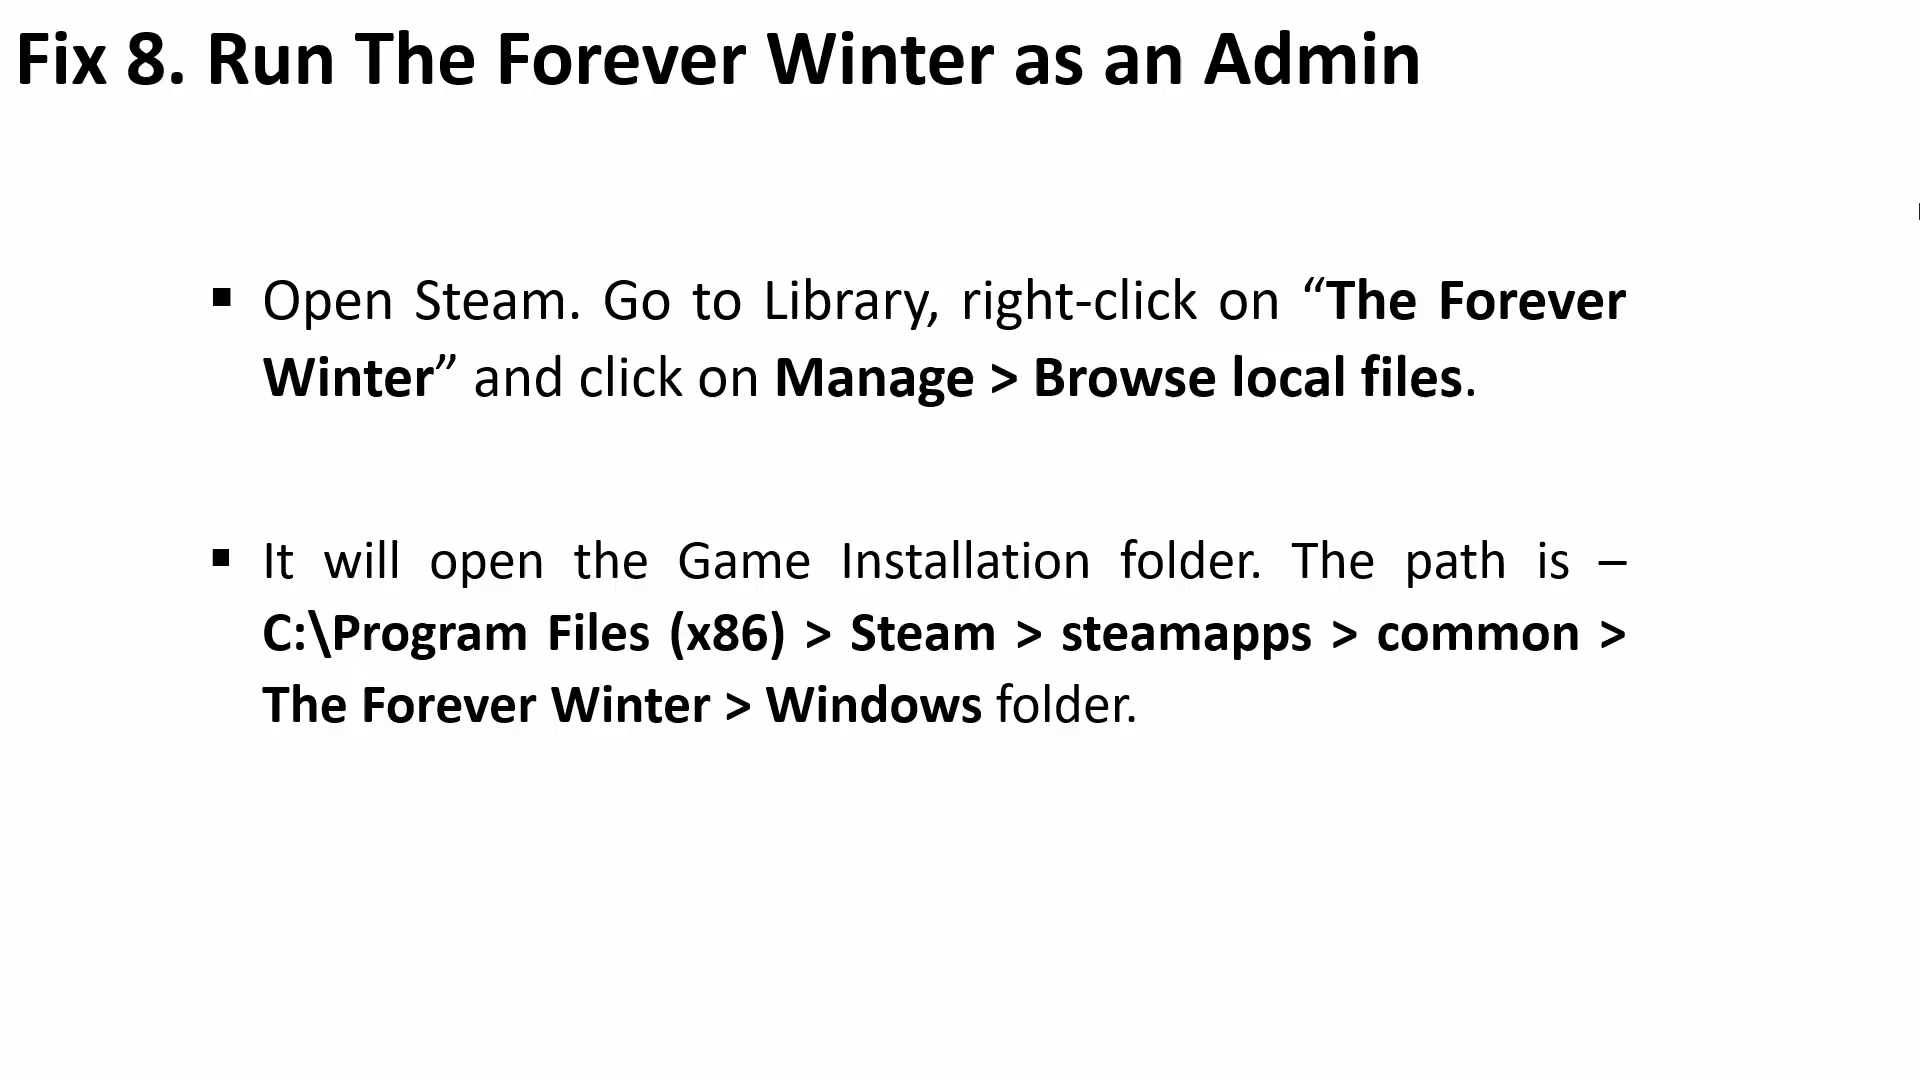 Fix 8. Run The Forever Winter as an Admin
▪ Open Steam. Go to Library, right-click on “The Forever
Winter” and click on Manage > Browse local files.
▪ It will open the Game Installation folder. The path is –
C:\Program Files (x86) > Steam > steamapps > common >
The Forever Winter > Windows folder.